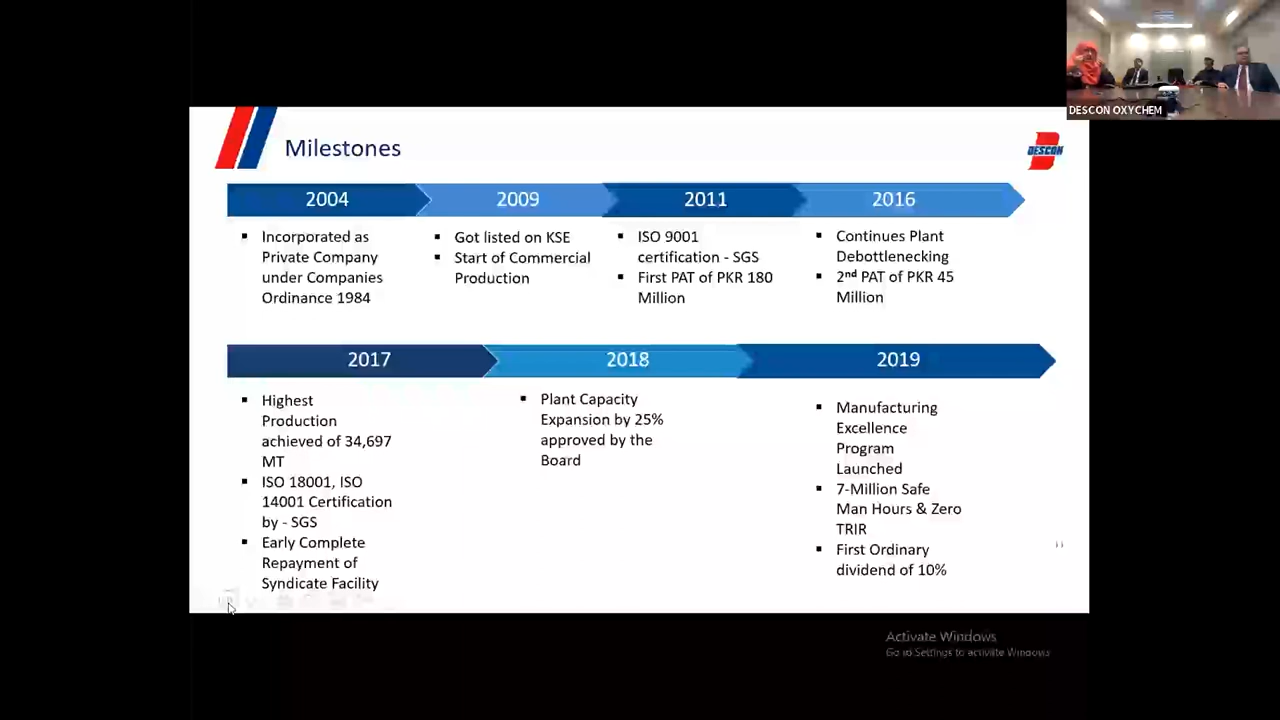 DESCON OXYCHEM
Milestones
DESCON
2004
2009
2011
2016
▪ Incorporated as
Private Company
under Companies
Ordinance 1984
▪ Got listed on KSE
▪ Start of Commercial
Production
▪ ISO 9001
certification - SGS
▪ First PAT of PKR 180
Million
▪ Continues Plant
Debottlenecking
▪ 2nd PAT of PKR 45
Million
2017
2018
2019
▪ Highest
Production
achieved of 34,697
MT
▪ ISO 18001, ISO
14001 Certification
by - SGS
▪ Early Complete
Repayment of
Syndicate Facility
▪ Plant Capacity
Expansion by 25%
approved by the
Board
▪ Manufacturing
Excellence
Program
Launched
▪ 7-Million Safe
Man Hours & Zero
TRIR
▪ First Ordinary
dividend of 10%
Activate Windows
Go to Settings to activate Windows